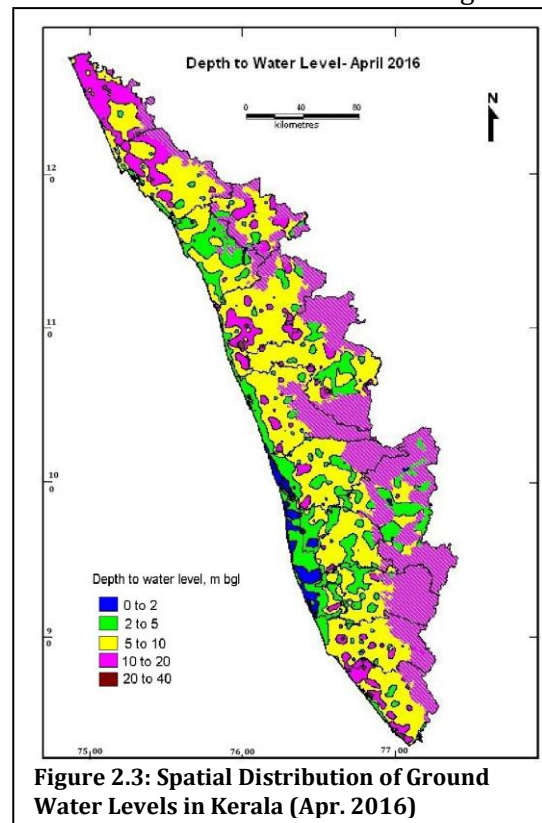 Depth to Water Level- April 2016
0 40 80
kilometres
N
12
0
11
0
10
0
9
0
Depth to water level, m bgl
0 to 2
2 to 5
5 to 10
10 to 20
20 to 40
75 00 76 00 77 00
Figure 2.3: Spatial Distribution of Ground
Water Levels in Kerala (Apr. 2016)